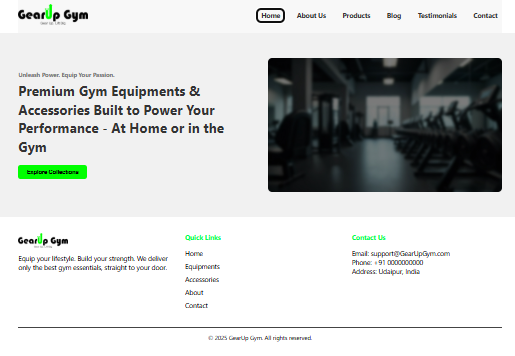 GearUp Gym
Home About Us Products Blog Testimonials Contact
Unleash Power. Equip Your Passion.
Premium Gym Equipments &
Accessories Built to Power Your
Performance - At Home or in the
Gym
Explore Collections
GearUp Gym
Equip your lifestyle. Build your strength. We deliver
only the best gym essentials, straight to your door.
Quick Links
Home
Equipments
Accessories
About
Contact
Contact Us
Email: support@GearUpGym.com
Phone: +91 0000000000
Address: Udaipur, India
© 2025 GearUp Gym. All rights reserved.